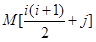 M[i(i+1)/2 + j]